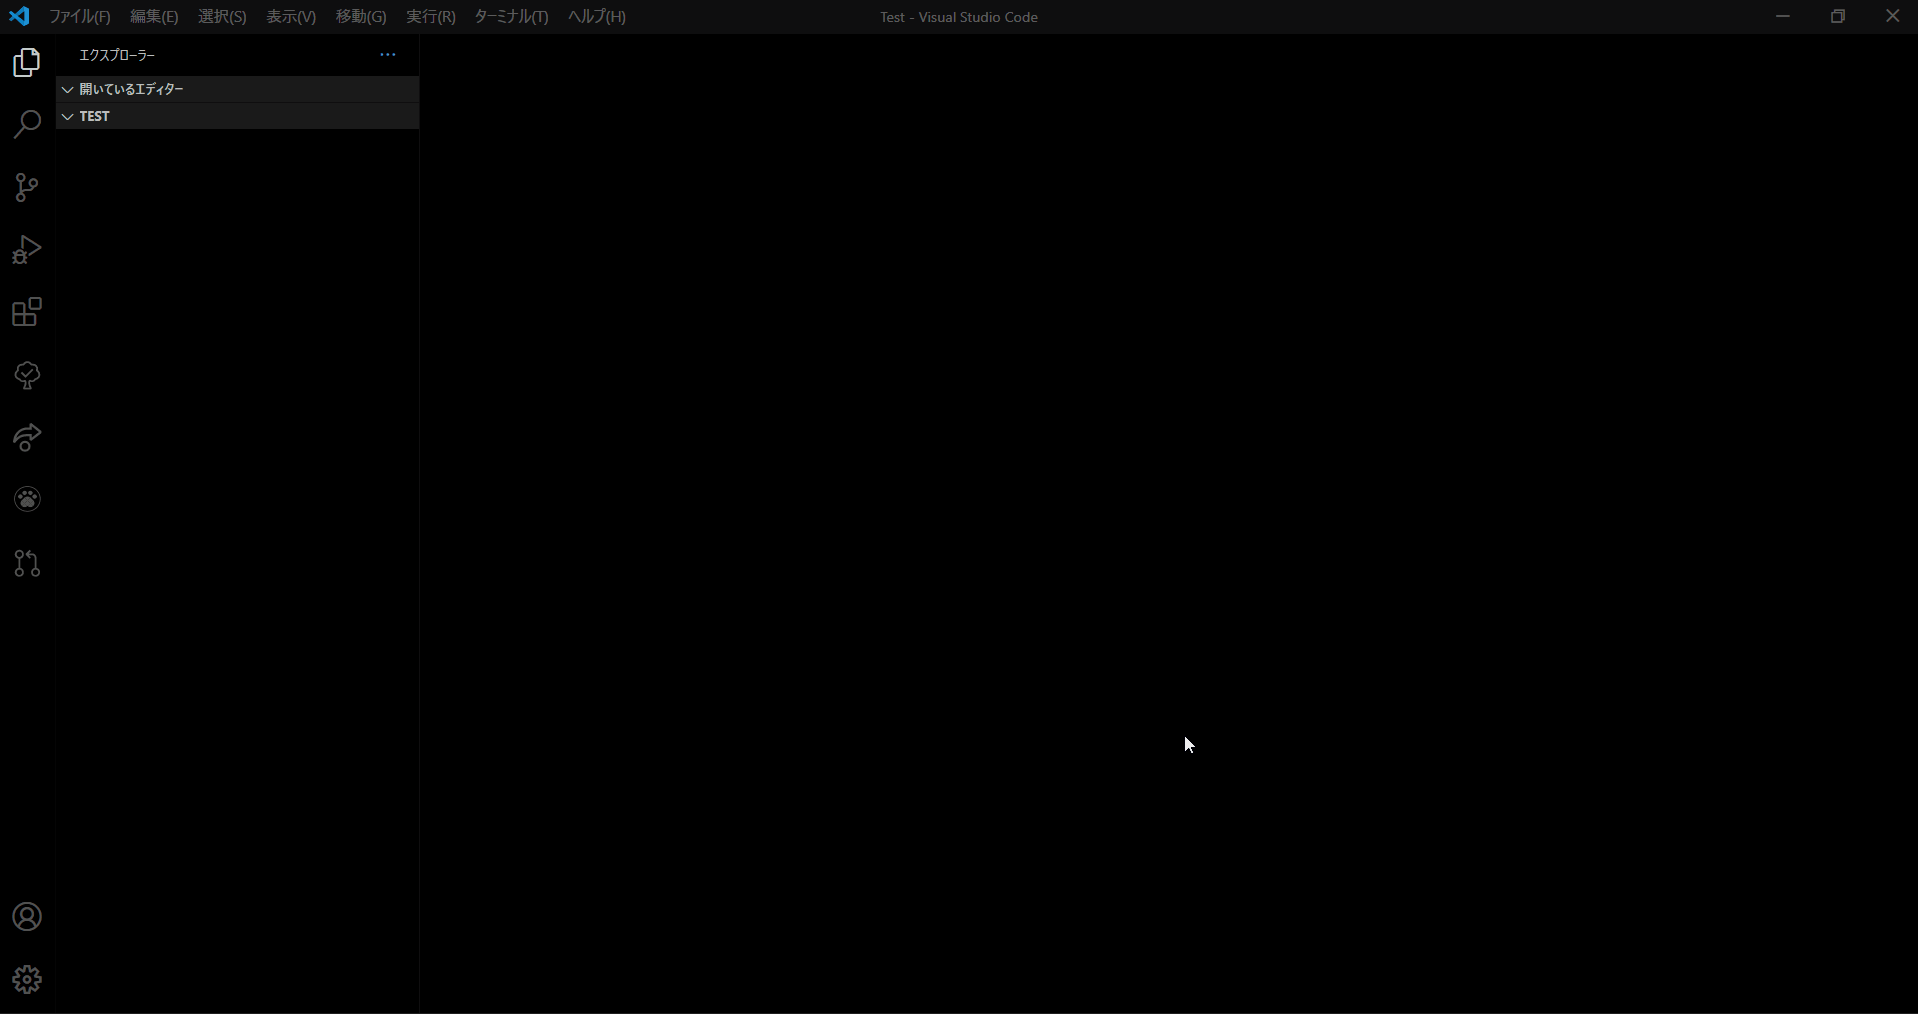 ファイル(F) 編集(E) 選択(S) 表示(V) 移動(G) 実行(R) ターミナル(T) ヘルプ(H) Test - Visual Studio Code
エクスプローラー
開いているエディター
TEST